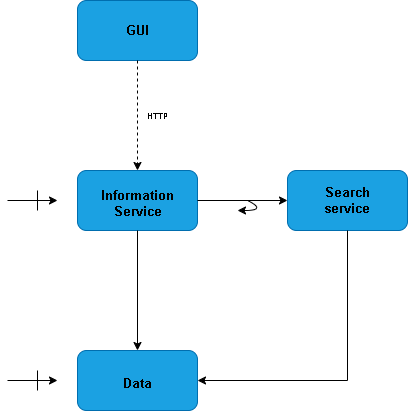 GUI
HTTP
Information
Service
Search
service
Data